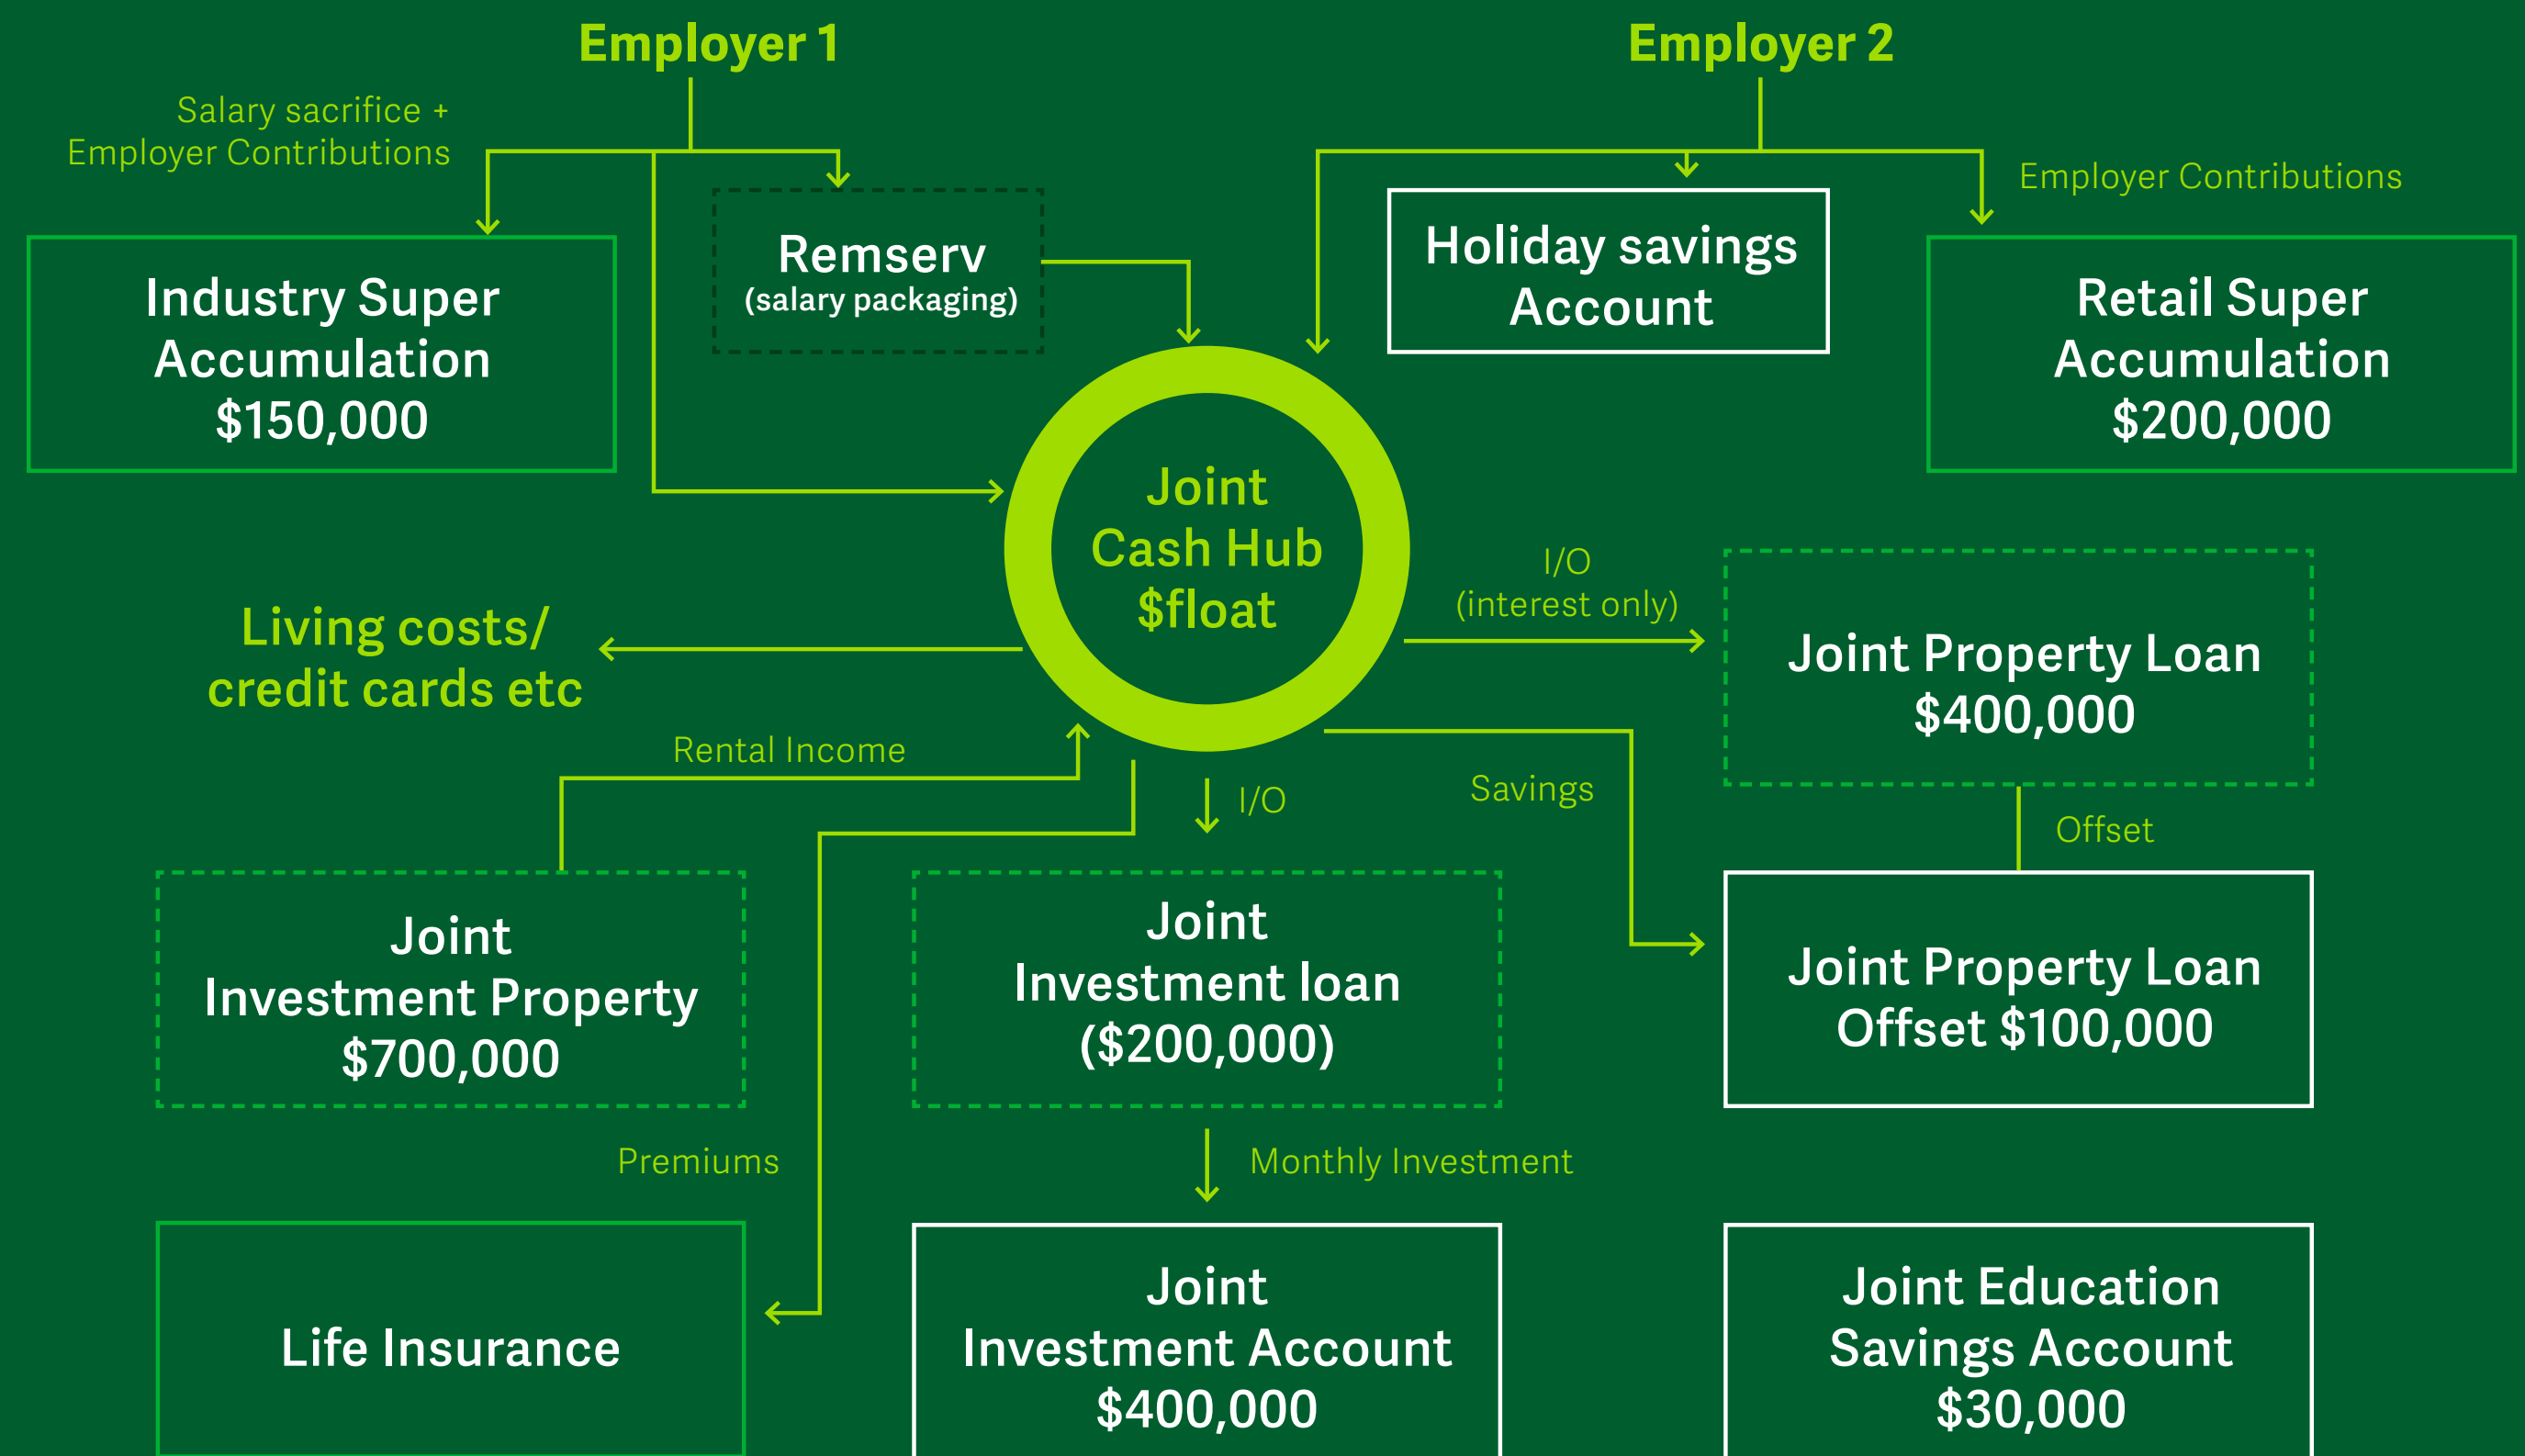 Employer 1
Employer 2
Salary sacrifice +
Employer Contributions
Employer Contributions
Industry Super
Accumulation
$150,000
Remserv
(salary packaging)
Holiday savings
Account
Retail Super
Accumulation
$200,000
Joint
Cash Hub
$float
I/O
(interest only)
Living costs/
credit cards etc
Joint Property Loan
$400,000
Rental Income
I/O
Savings
Offset
Joint
Investment Property
$700,000
Joint
Investment loan
($200,000)
Joint Property Loan
Offset $100,000
Premiums
Monthly Investment
Life Insurance
Joint
Investment Account
$400,000
Joint Education
Savings Account
$30,000